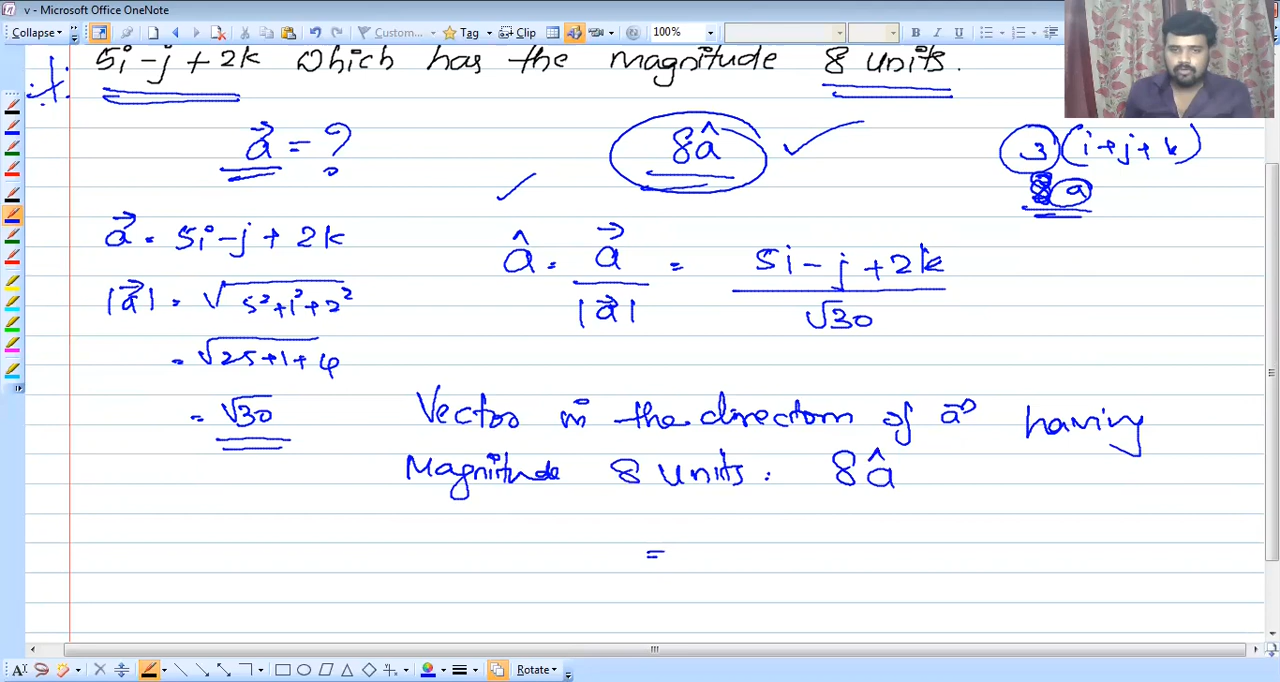 v - Microsoft Office OneNote
Collapse Custom... Tag Clip 100% B I U
5i - j + 2k which has the magnitude 8 units.
a⃗ = ? 8â ✓ 3 (i + j + k)
✓ a
a⃗ = 5i - j + 2k â = a⃗ / |a⃗| = 5i - j + 2k / √30
|a⃗| = √5² + 1² + 2²
= √25 + 1 + 4
= √30 Vector in the direction of a⃗ having
Magnitude 8 units = 8â
=
Rotate